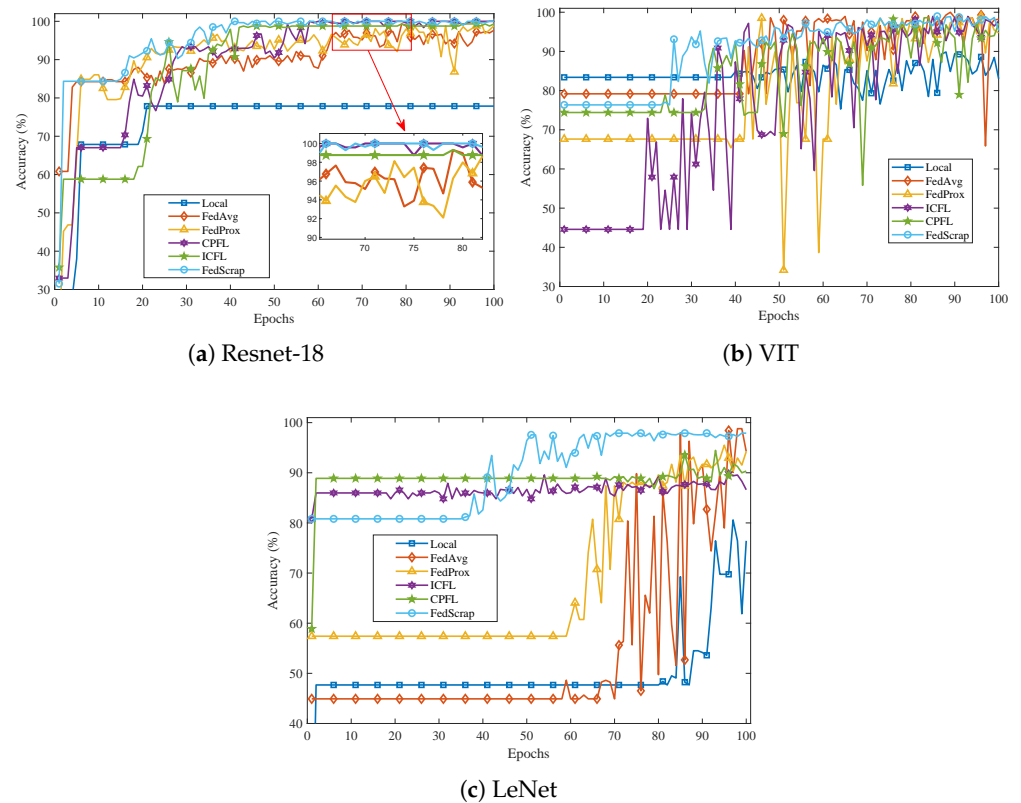 100
90
80
70
60
50
40
30
Accuracy (%)
0 10 20 30 40 50 60 70 80 90 100
Epochs
Local
FedAvg
FedProx
CPFL
ICFL
FedScrap
100
98
96
94
92
90
70 75 80
(a) Resnet-18
100
90
80
70
60
50
40
30
Accuracy (%)
0 10 20 30 40 50 60 70 80 90 100
Epochs
Local
FedAvg
FedProx
ICFL
CPFL
FedScrap
(b) VIT
100
90
80
70
60
50
40
Accuracy (%)
0 10 20 30 40 50 60 70 80 90 100
Epochs
Local
FedAvg
FedProx
ICFL
CPFL
FedScrap
(c) LeNet